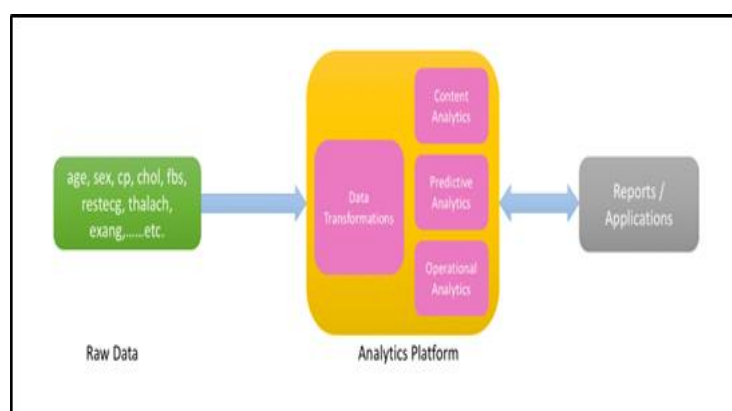 age, sex, cp, chol, fbs,
restecg, thalach,
exang,......etc.
Raw Data
Data
Transformations
Content
Analytics
Predictive
Analytics
Operational
Analytics
Analytics Platform
Reports /
Applications